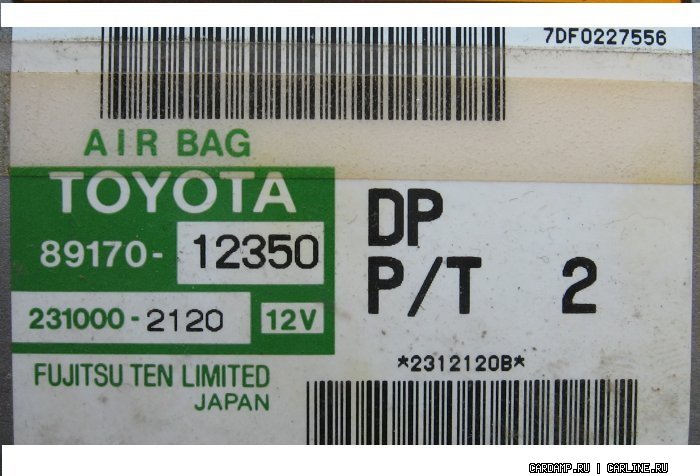 7DF0227556
AIR BAG
TOYOTA
89170-12350
231000-2120 12V
DP
P/T 2
FUJITSU TEN LIMITED
JAPAN
*2312120B*
CARDAMP.RU | CARLINE.RU